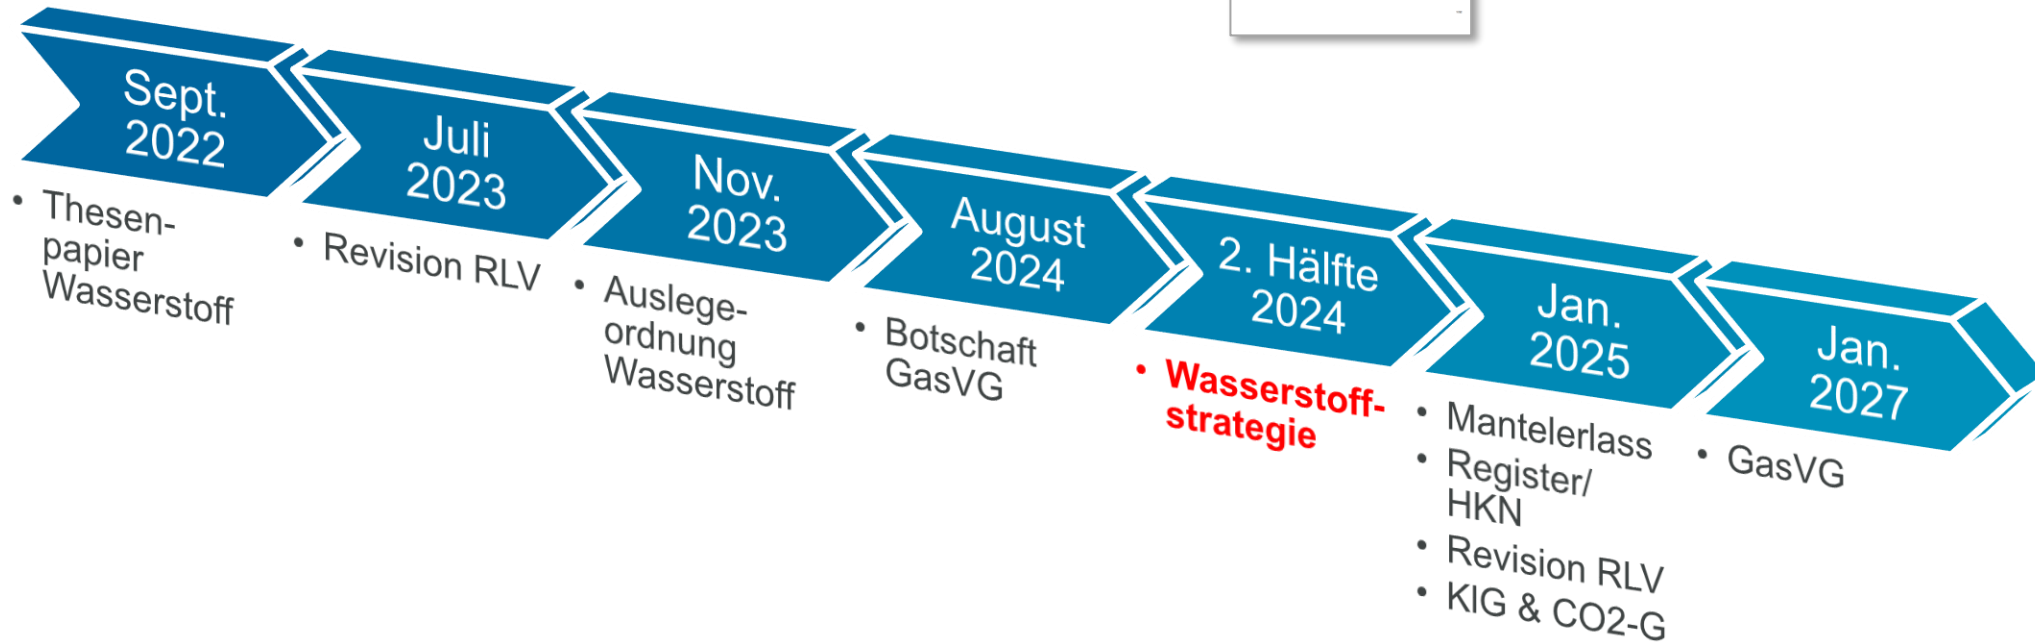 Sept.
2022
• Thesen-
papier
Wasserstoff
Juli
2023
• Revision RLV
Nov.
2023
• Auslege-
ordnung
Wasserstoff
August
2024
• Botschaft
GasVG
2. Hälfte
2024
• Wasserstoff-
strategie
Jan.
2025
• Mantelerlass
• Register/
HKN
• Revision RLV
• KIG & CO2-G
Jan.
2027
• GasVG